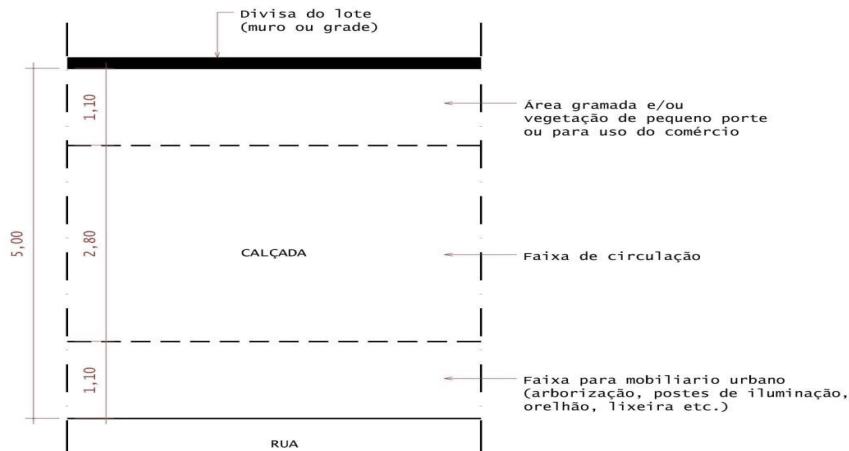 Divisa do lote
(muro ou grade)
1,10
Área gramada e/ou
vegetação de pequeno porte
ou para uso do comércio
5,00
2,80
CALÇADA
Faixa de circulação
1,10
Faixa para mobiliario urbano
(arborização, postes de iluminação,
orelhão, lixeira etc.)
RUA